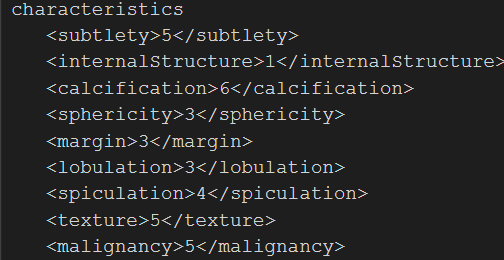 characteristics
<subtlety>5</subtlety>
<internalStructure>1</internalStructure>
<calcification>6</calcification>
<sphericity>3</sphericity>
<margin>3</margin>
<lobulation>3</lobulation>
<spiculation>4</spiculation>
<texture>5</texture>
<malignancy>5</malignancy>